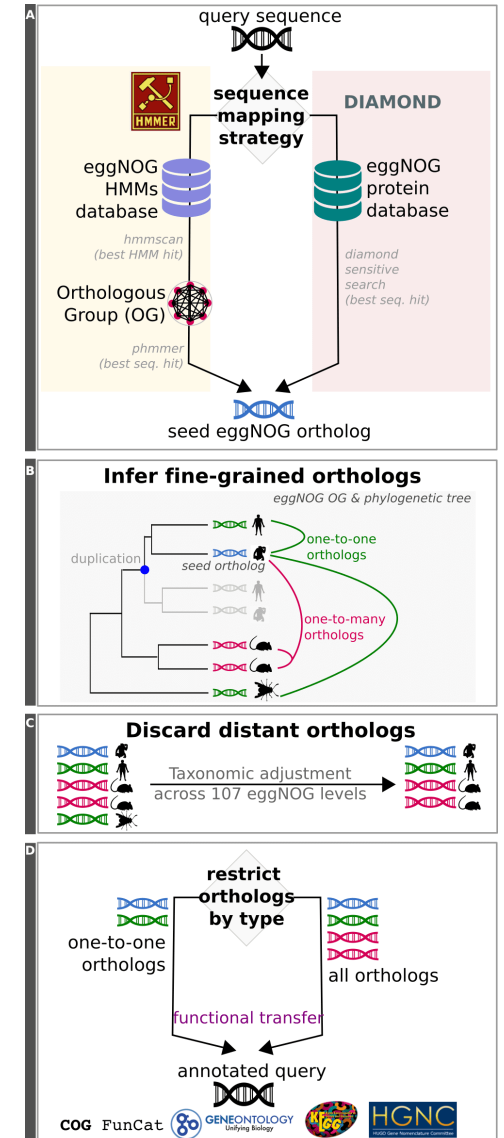 A
query sequence
HMMER
sequence
mapping
strategy
DIAMOND
eggNOG
HMMs
database
eggNOG
protein
database
hmmscan
(best HMM hit)
diamond
sensitive
search
(best seq. hit)
Orthologous
Group (OG)
phmmer
(best seq. hit)
seed eggNOG ortholog
B
Infer fine-grained orthologs
eggNOG OG & phylogenetic tree
one-to-one
orthologs
duplication
seed ortholog
one-to-many
orthologs
C
Discard distant orthologs
Taxonomic adjustment
across 107 eggNOG levels
D
restrict
orthologs
by type
one-to-one
orthologs
all orthologs
functional transfer
annotated query
COG FunCat
GENEONTOLOGY
Unifying Biology
KEGG
HGNC
HUGO Gene Nomenclature Committee